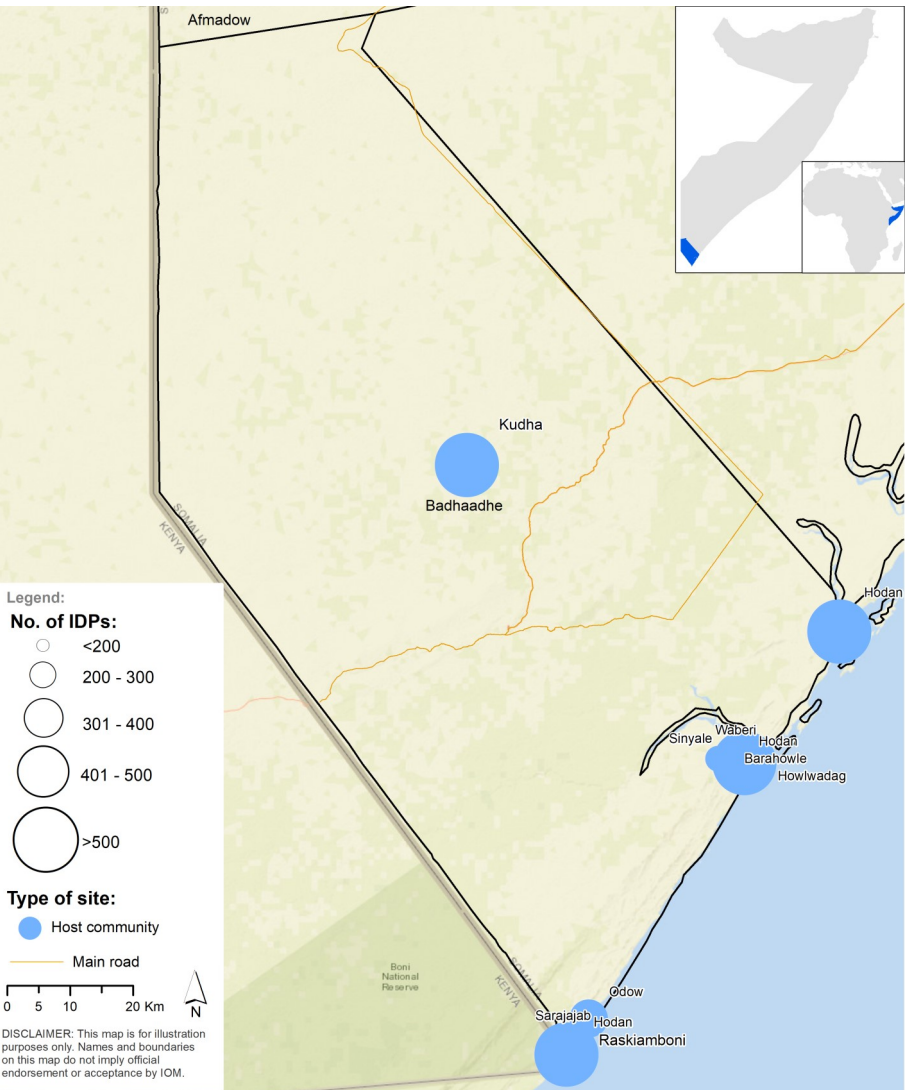 S
Afmadow
Kudha
Badhaadhe
SOMALIA
KENYA
Hodan
Waberi
Sinyale
Hodan
Barahowle
Howlwadag
Boni
National
Reserve
SOMALIA
KENYA
Odow
Sarajajab
Hodan
Raskiamboni
Legend:
No. of IDPs:
<200
200 - 300
301 - 400
401 - 500
>500
Type of site:
Host community
Main road
0 5 10 20 Km
N
DISCLAIMER: This map is for illustration
purposes only. Names and boundaries
on this map do not imply official
endorsement or acceptance by IOM.